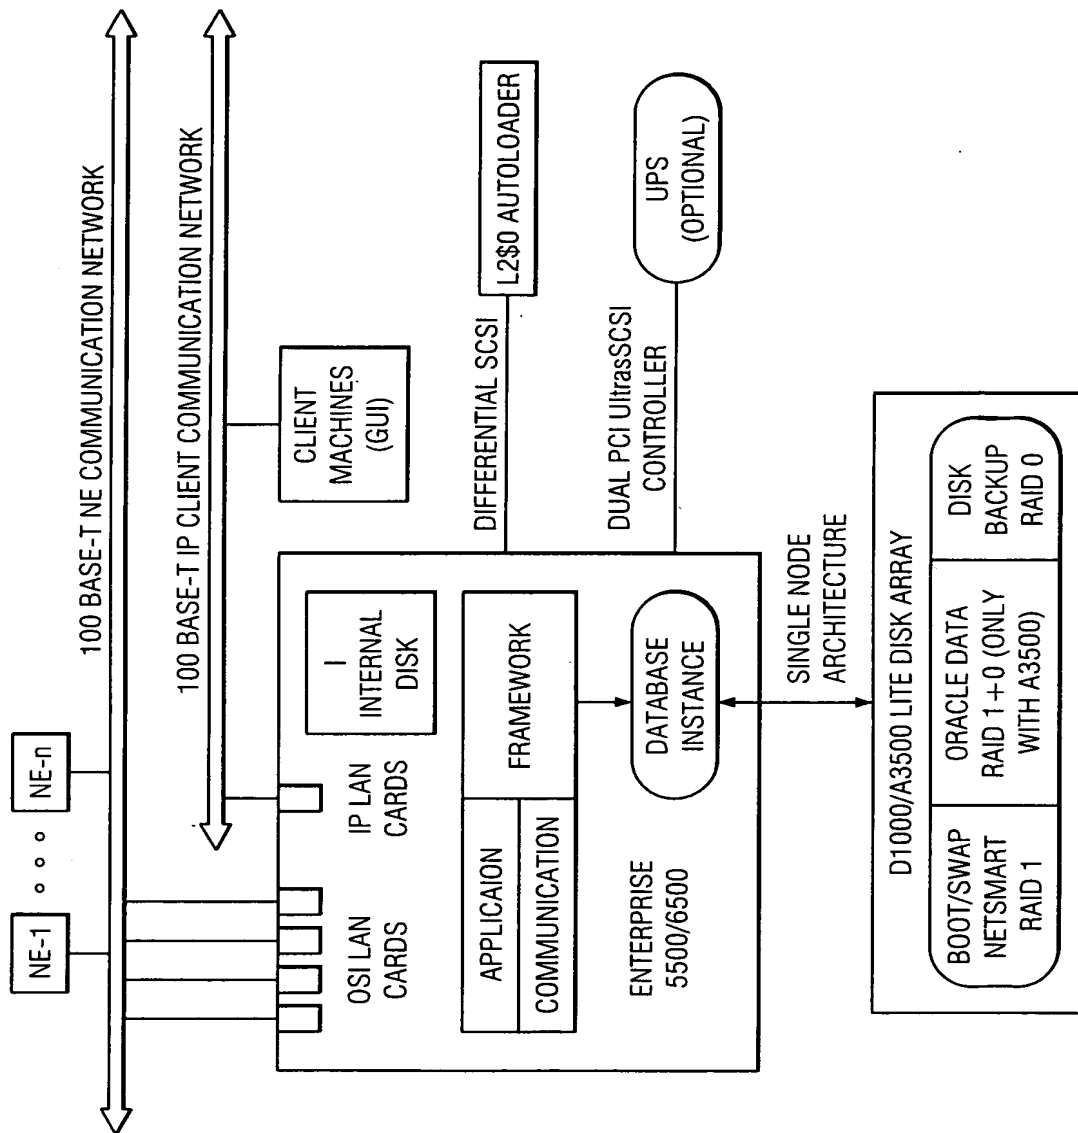 NE-1
NE-n
100 BASE-T NE COMMUNICATION NETWORK
100 BASE-T IP CLIENT COMMUNICATION NETWORK
OSI LAN
CARDS
IP LAN
CARDS
I
INTERNAL
DISK
CLIENT
MACHINES
(GUI)
APPLICAION
COMMUNICATION
FRAMEWORK
DIFFERENTIAL SCSI
L2$0 AUTOLOADER
ENTERPRISE
5500/6500
DATABASE
INSTANCE
DUAL PCI UltrasSCSI
CONTROLLER
UPS
(OPTIONAL)
SINGLE NODE
ARCHITECTURE
D1000/A3500 LITE DISK ARRAY
BOOT/SWAP
NETSMART
RAID 1
ORACLE DATA
RAID 1+0 (ONLY
WITH A3500)
DISK
BACKUP
RAID 0